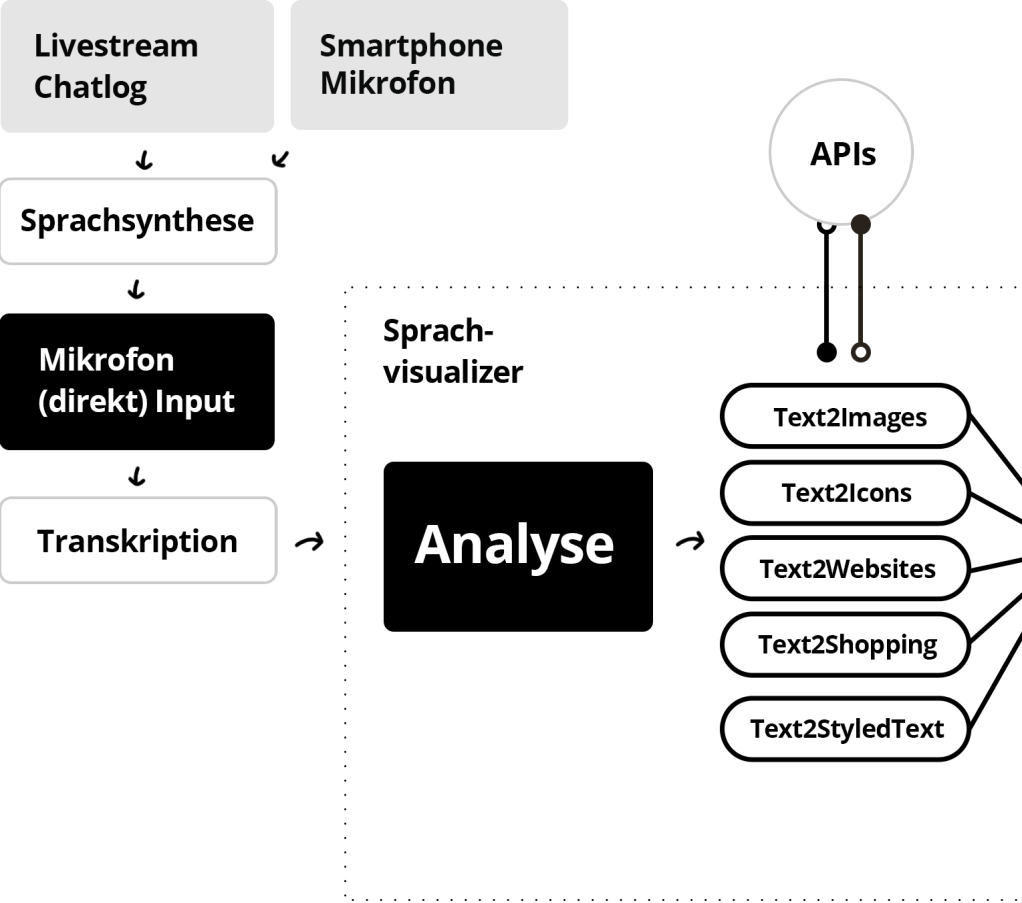 Livestream
Chatlog
Smartphone
Mikrofon
Sprachsynthese
Mikrofon
(direkt) Input
Transkription
APIs
Sprach-
visualizer
Analyse
Text2Images
Text2Icons
Text2Websites
Text2Shopping
Text2StyledText